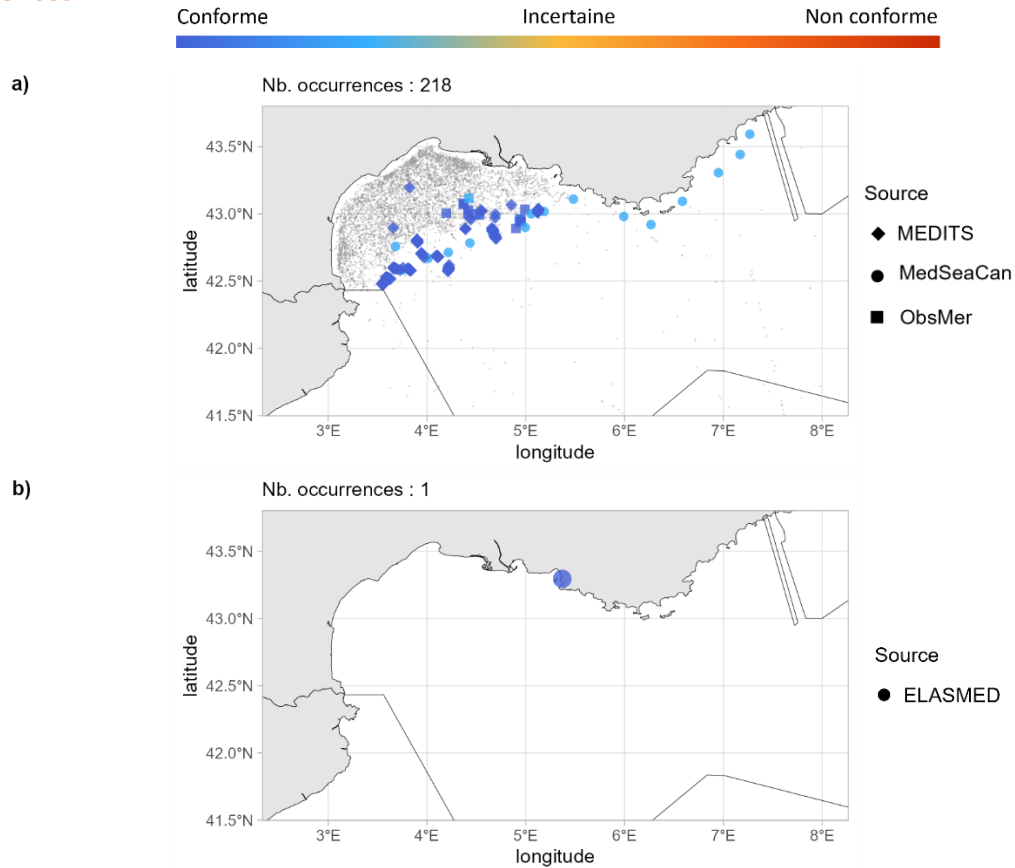 Conforme Incertaine Non conforme
a)
Nb. occurrences : 218
43.5°N
43.0°N
42.5°N
42.0°N
41.5°N
latitude
3°E 4°E 5°E 6°E 7°E 8°E
longitude
Source
MEDITS
MedSeaCan
ObsMer
b)
Nb. occurrences : 1
43.5°N
43.0°N
42.5°N
42.0°N
41.5°N
latitude
3°E 4°E 5°E 6°E 7°E 8°E
longitude
Source
ELASMED